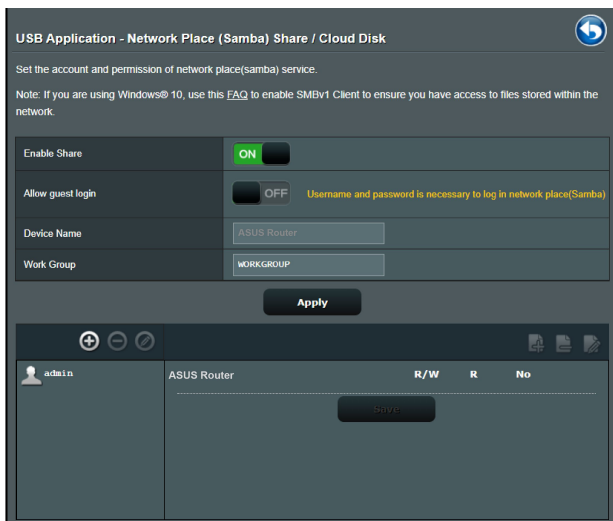 USB Application - Network Place (Samba) Share / Cloud Disk
Set the account and permission of network place(samba) service.
Note: If you are using Windows® 10, use this FAQ to enable SMBv1 Client to ensure you have access to files stored within the
network.
Enable Share ON
Allow guest login OFF Username and password is necessary to log in network place(Samba)
Device Name ASUS Router
Work Group WORKGROUP
Apply
admin ASUS Router R/W R No
Save